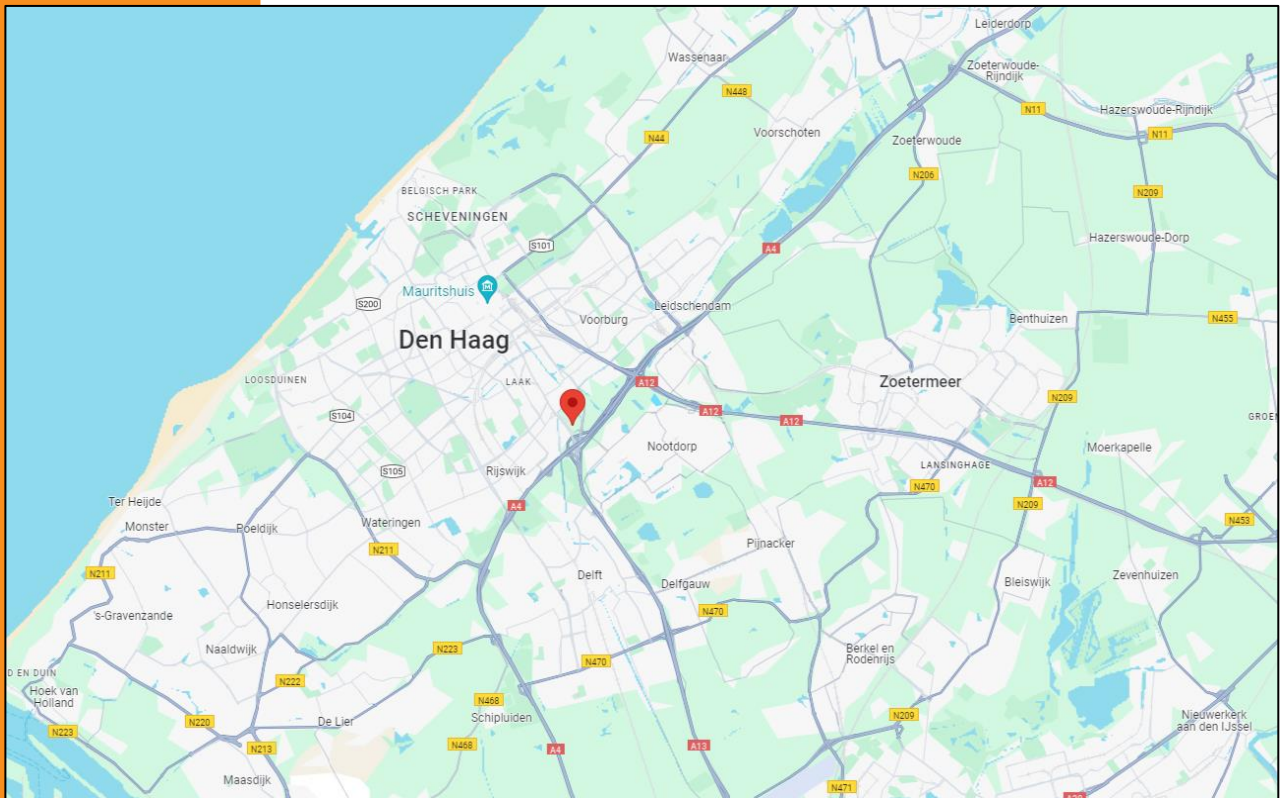 Leiderdorp
Wassenaar
Zoeterwoude-
Rijndijk
N448
N11
Hazerswoude-Rijndijk
N44
Voorschoten
Zoeterwoude
N11
N206
BELGISCH PARK
N209
SCHEVENINGEN
S101
A4
Hazerswoude-Dorp
Mauritshuis
S200
Voorburg
Leidschendam
Benthuizen
N455
Den Haag
LOOSDUINEN
LAAK
A12
Zoetermeer
N209
S104
A12
A12
GROEN
Nootdorp
Moerkapelle
S105
Rijswijk
LANSINGHAGE
A12
N470
Ter Heijde
A4
N209
Monster
Poeldijk
Wateringen
N453
N211
Pijnacker
N211
Delft
Delfgauw
Bleiswijk
Zevenhuizen
's-Gravenzande
Honselersdijk
N470
Naaldwijk
N223
Berkel en
Rodenrijs
N470
D EN DUIN
N222
Hoek van
Holland
N468
Schipluiden
N209
Nieuwerkerk
aan den IJssel
N220
De Lier
N223
N213
N468
A4
A13
Maasdijk
N471
A20